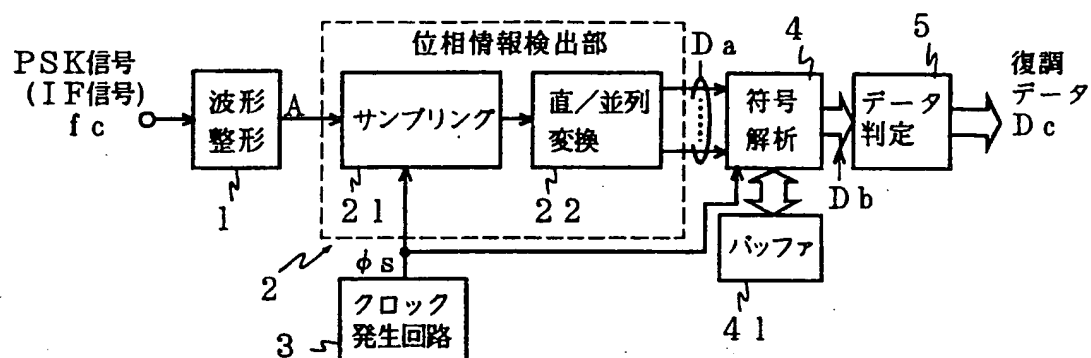 位相情報検出部
Da
4
5
PSK信号
(IF信号)
fc
波形
整形
A
サンプリング
直/並列
変換
符号
解析
データ
判定
復調
データ
Dc
1
21
22
Db
2
φs
バッファ
41
クロック
発生回路
3